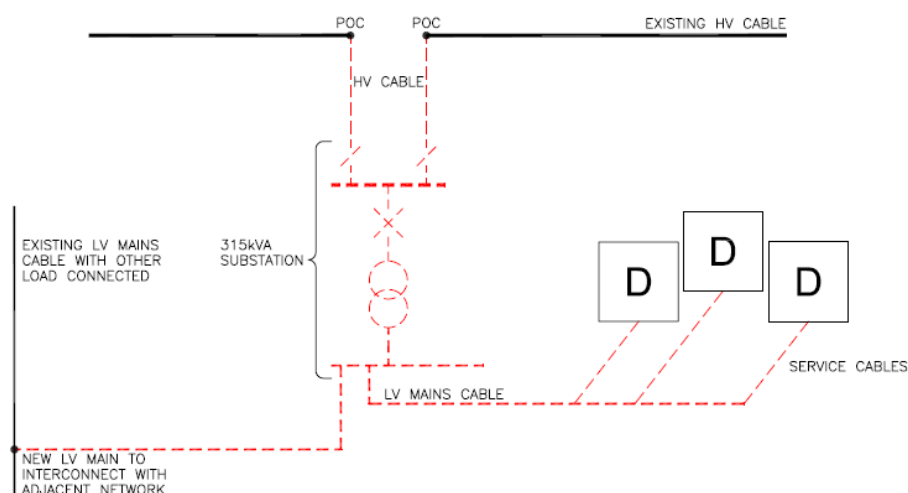 POC
POC
EXISTING HV CABLE
HV CABLE
EXISTING LV MAINS
CABLE WITH OTHER
LOAD CONNECTED
315kVA
SUBSTATION
D
D
D
SERVICE CABLES
LV MAINS CABLE
NEW LV MAIN TO
INTERCONNECT WITH
ADJACENT NETWORK